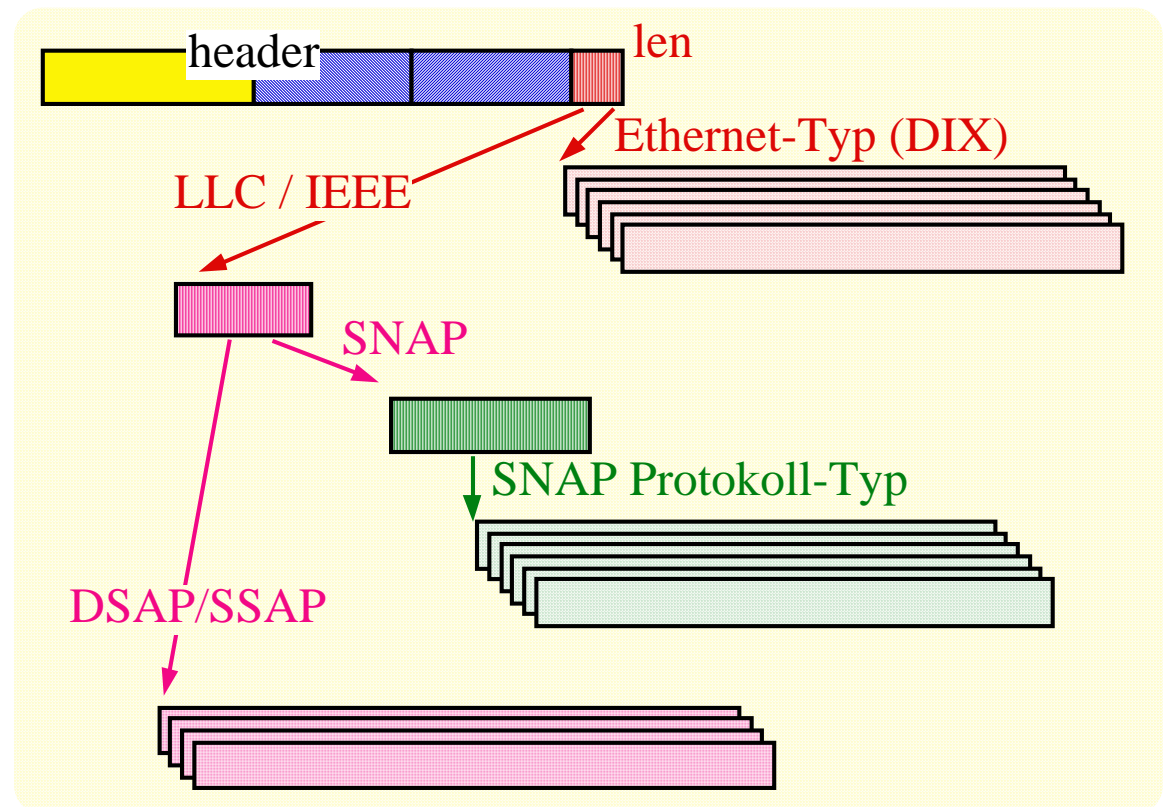 header
len
Ethernet-Typ (DIX)
LLC / IEEE
SNAP
SNAP Protokoll-Typ
DSAP/SSAP